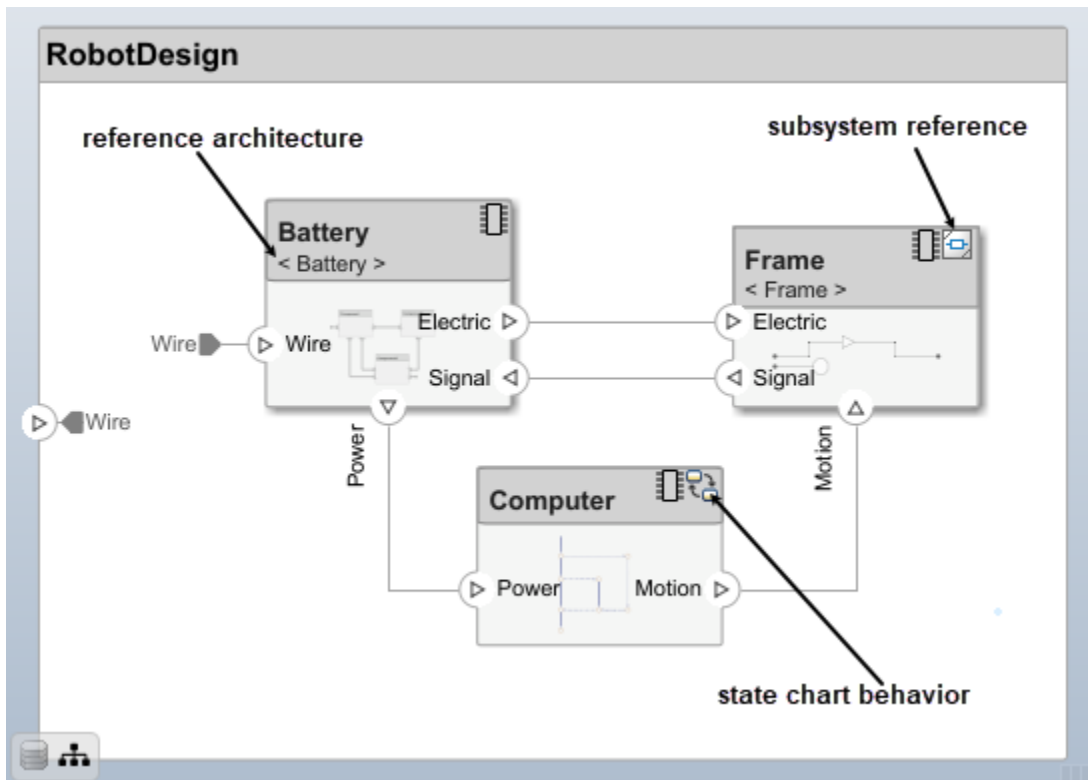 RobotDesign
reference architecture
subsystem reference
Battery
< Battery >
Frame
< Frame >
Electric
Electric
Wire
Wire
Signal
Signal
Wire
Power
Motion
Computer
Power
Motion
state chart behavior